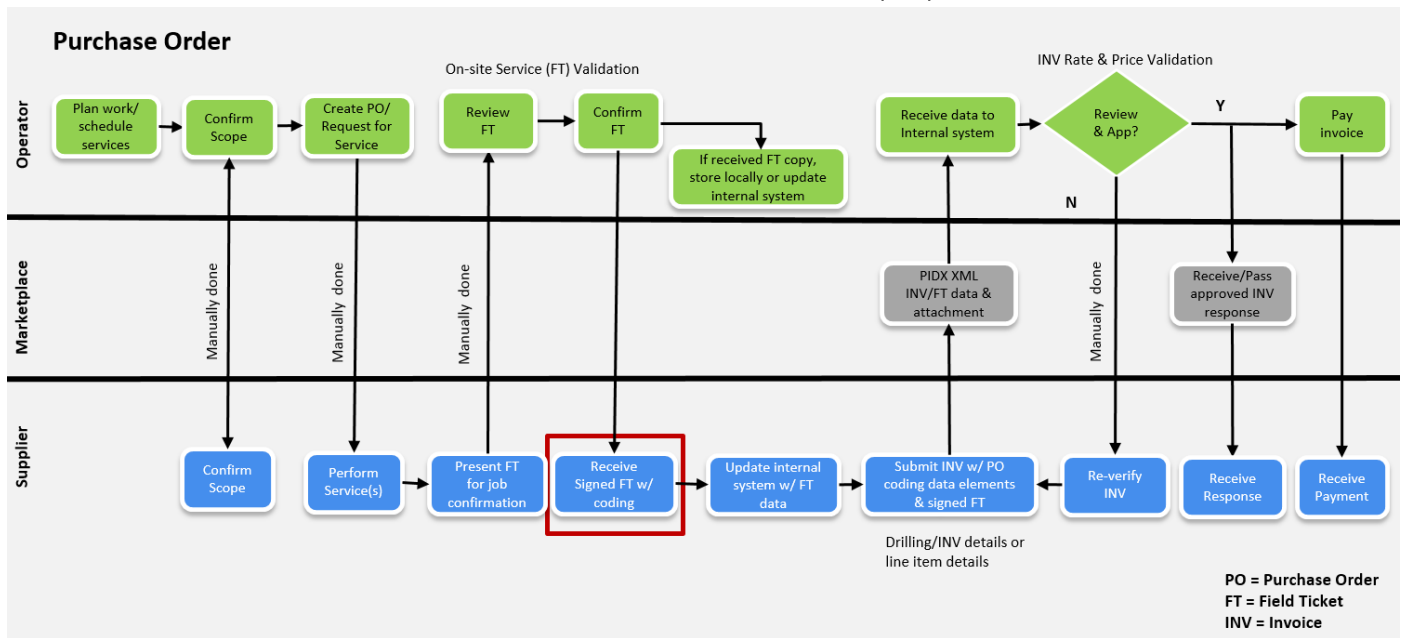 Purchase Order
On-site Service (FT) Validation
INV Rate & Price Validation
Operator
Plan work/
schedule
services
Confirm
Scope
Create PO/
Request for
Service
Review
FT
Confirm
FT
If received FT copy,
store locally or update
internal system
Receive data to
Internal system
Review
& App?
Y
N
Pay
invoice
Marketplace
Manually done
Manually done
Manually done
PIDX XML
INV/FT data &
attachment
Manually done
Receive/Pass
approved INV
response
Supplier
Confirm
Scope
Perform
Service(s)
Present FT
for job
confirmation
Receive
Signed FT w/
coding
Update internal
system w/ FT
data
Submit INV w/ PO
coding data elements
& signed FT
Re-verify
INV
Receive
Response
Receive
Payment
Drilling/INV details or
line item details
PO = Purchase Order
FT = Field Ticket
INV = Invoice